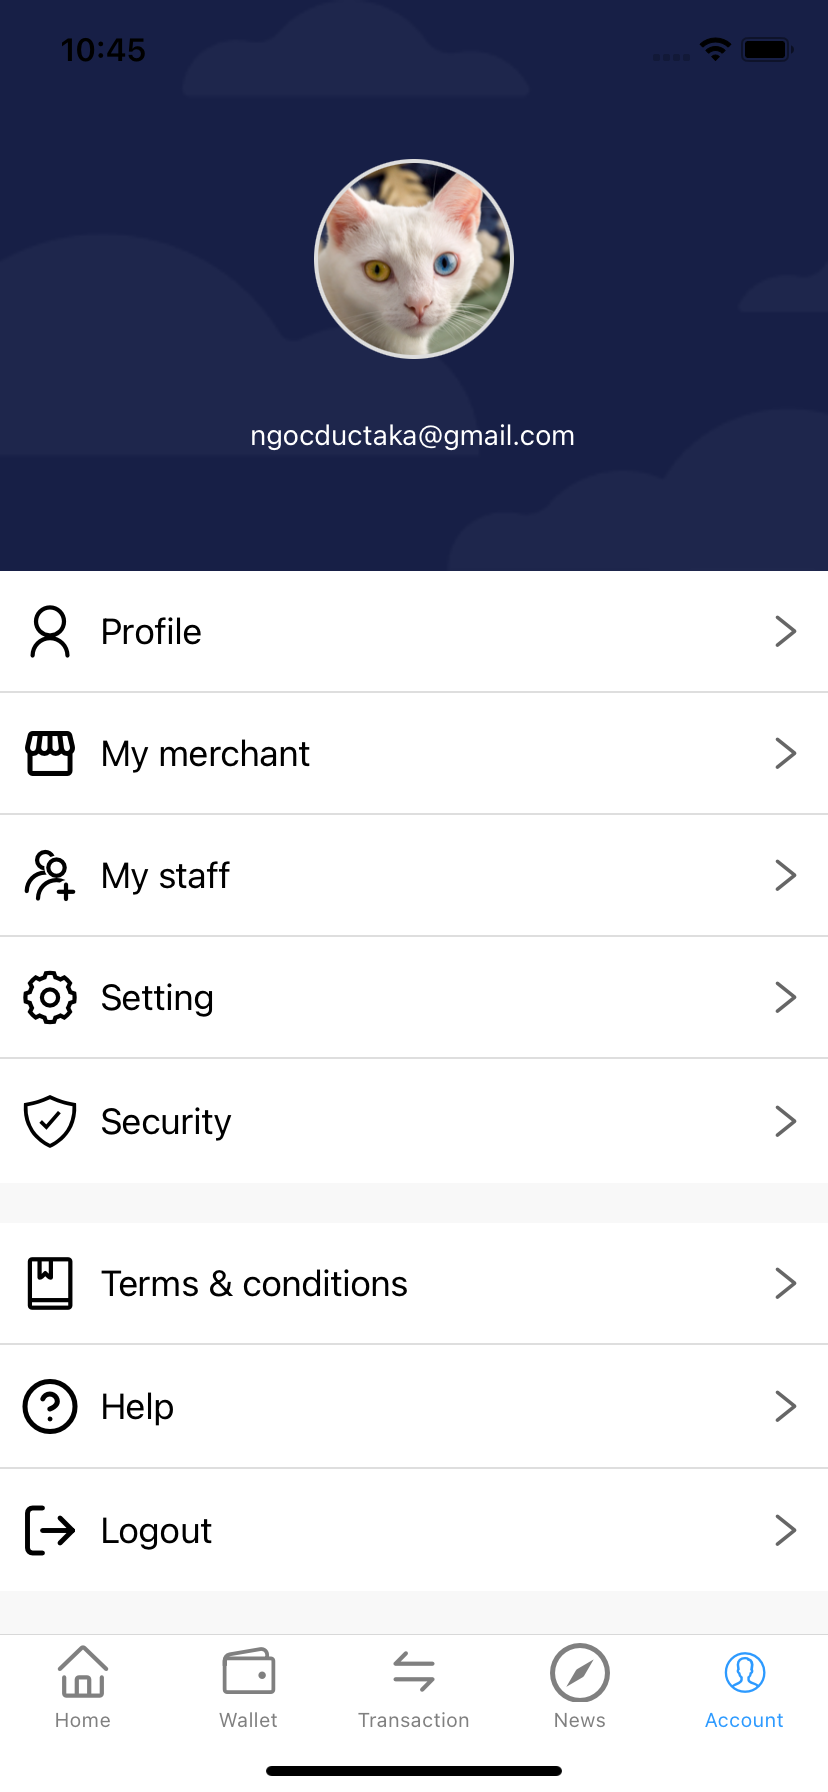 10:45
ngocductaka@gmail.com
Profile
My merchant
My staff
Setting
Security
Terms & conditions
Help
Logout
Home
Wallet
Transaction
News
Account